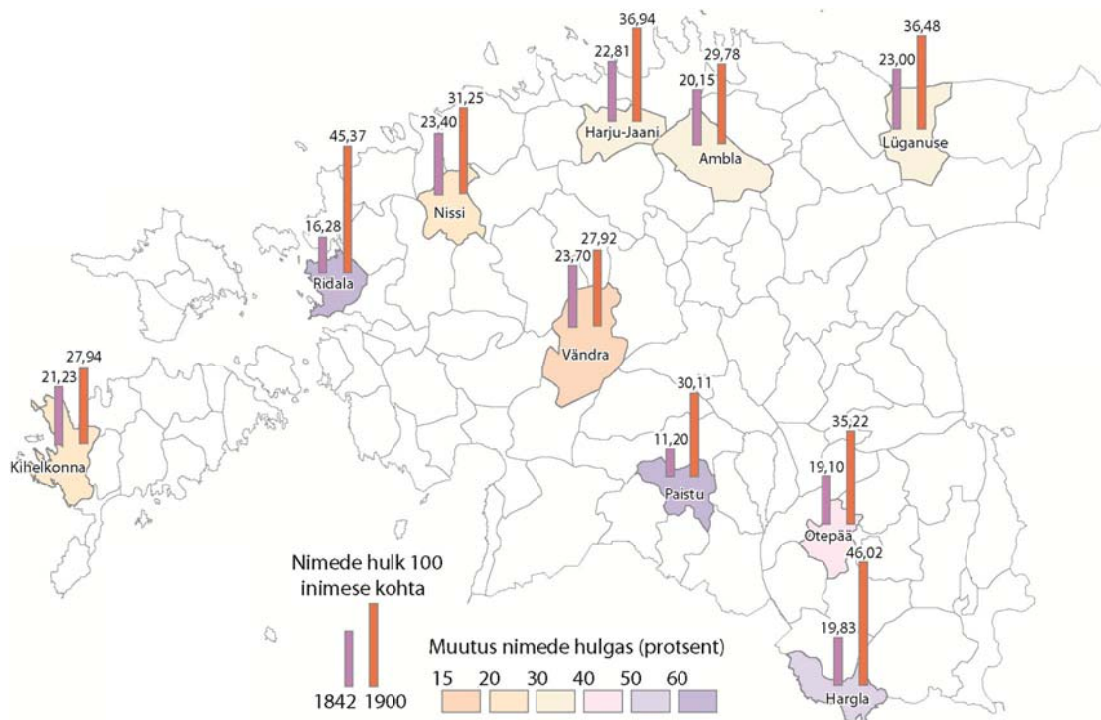 36,94
22,81
Harju-Jaani
29,78
20,15
Ambla
36,48
23,00
Lüganuse
31,25
23,40
Nissi
45,37
16,28
Ridala
27,92
23,70
Vändra
27,94
21,23
Kihelkonna
30,11
11,20
Paistu
35,22
19,10
Otepää
46,02
19,83
Hargla
Nimede hulk 100
inimese kohta
1842 1900
Muutus nimede hulgas (protsent)
15 20 30 40 50 60